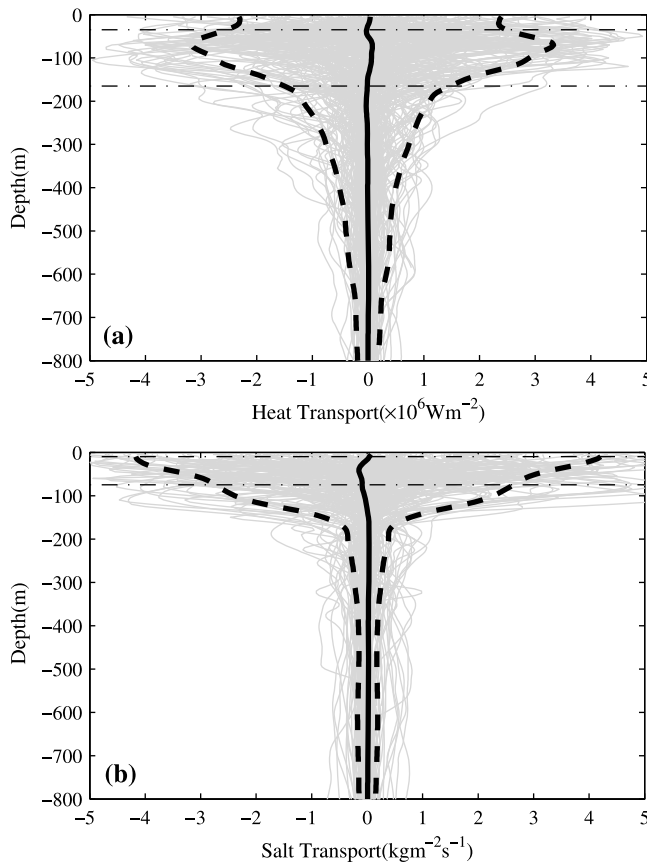 0
−100
−200
−300
−400
−500
−600
−700
−800
Depth(m)
(a)
−5 −4 −3 −2 −1 0 1 2 3 4 5
Heat Transport(×10⁶Wm⁻²)
0
−100
−200
−300
−400
−500
−600
−700
−800
Depth(m)
(b)
−5 −4 −3 −2 −1 0 1 2 3 4 5
Salt Transport(kgm⁻²s⁻¹)